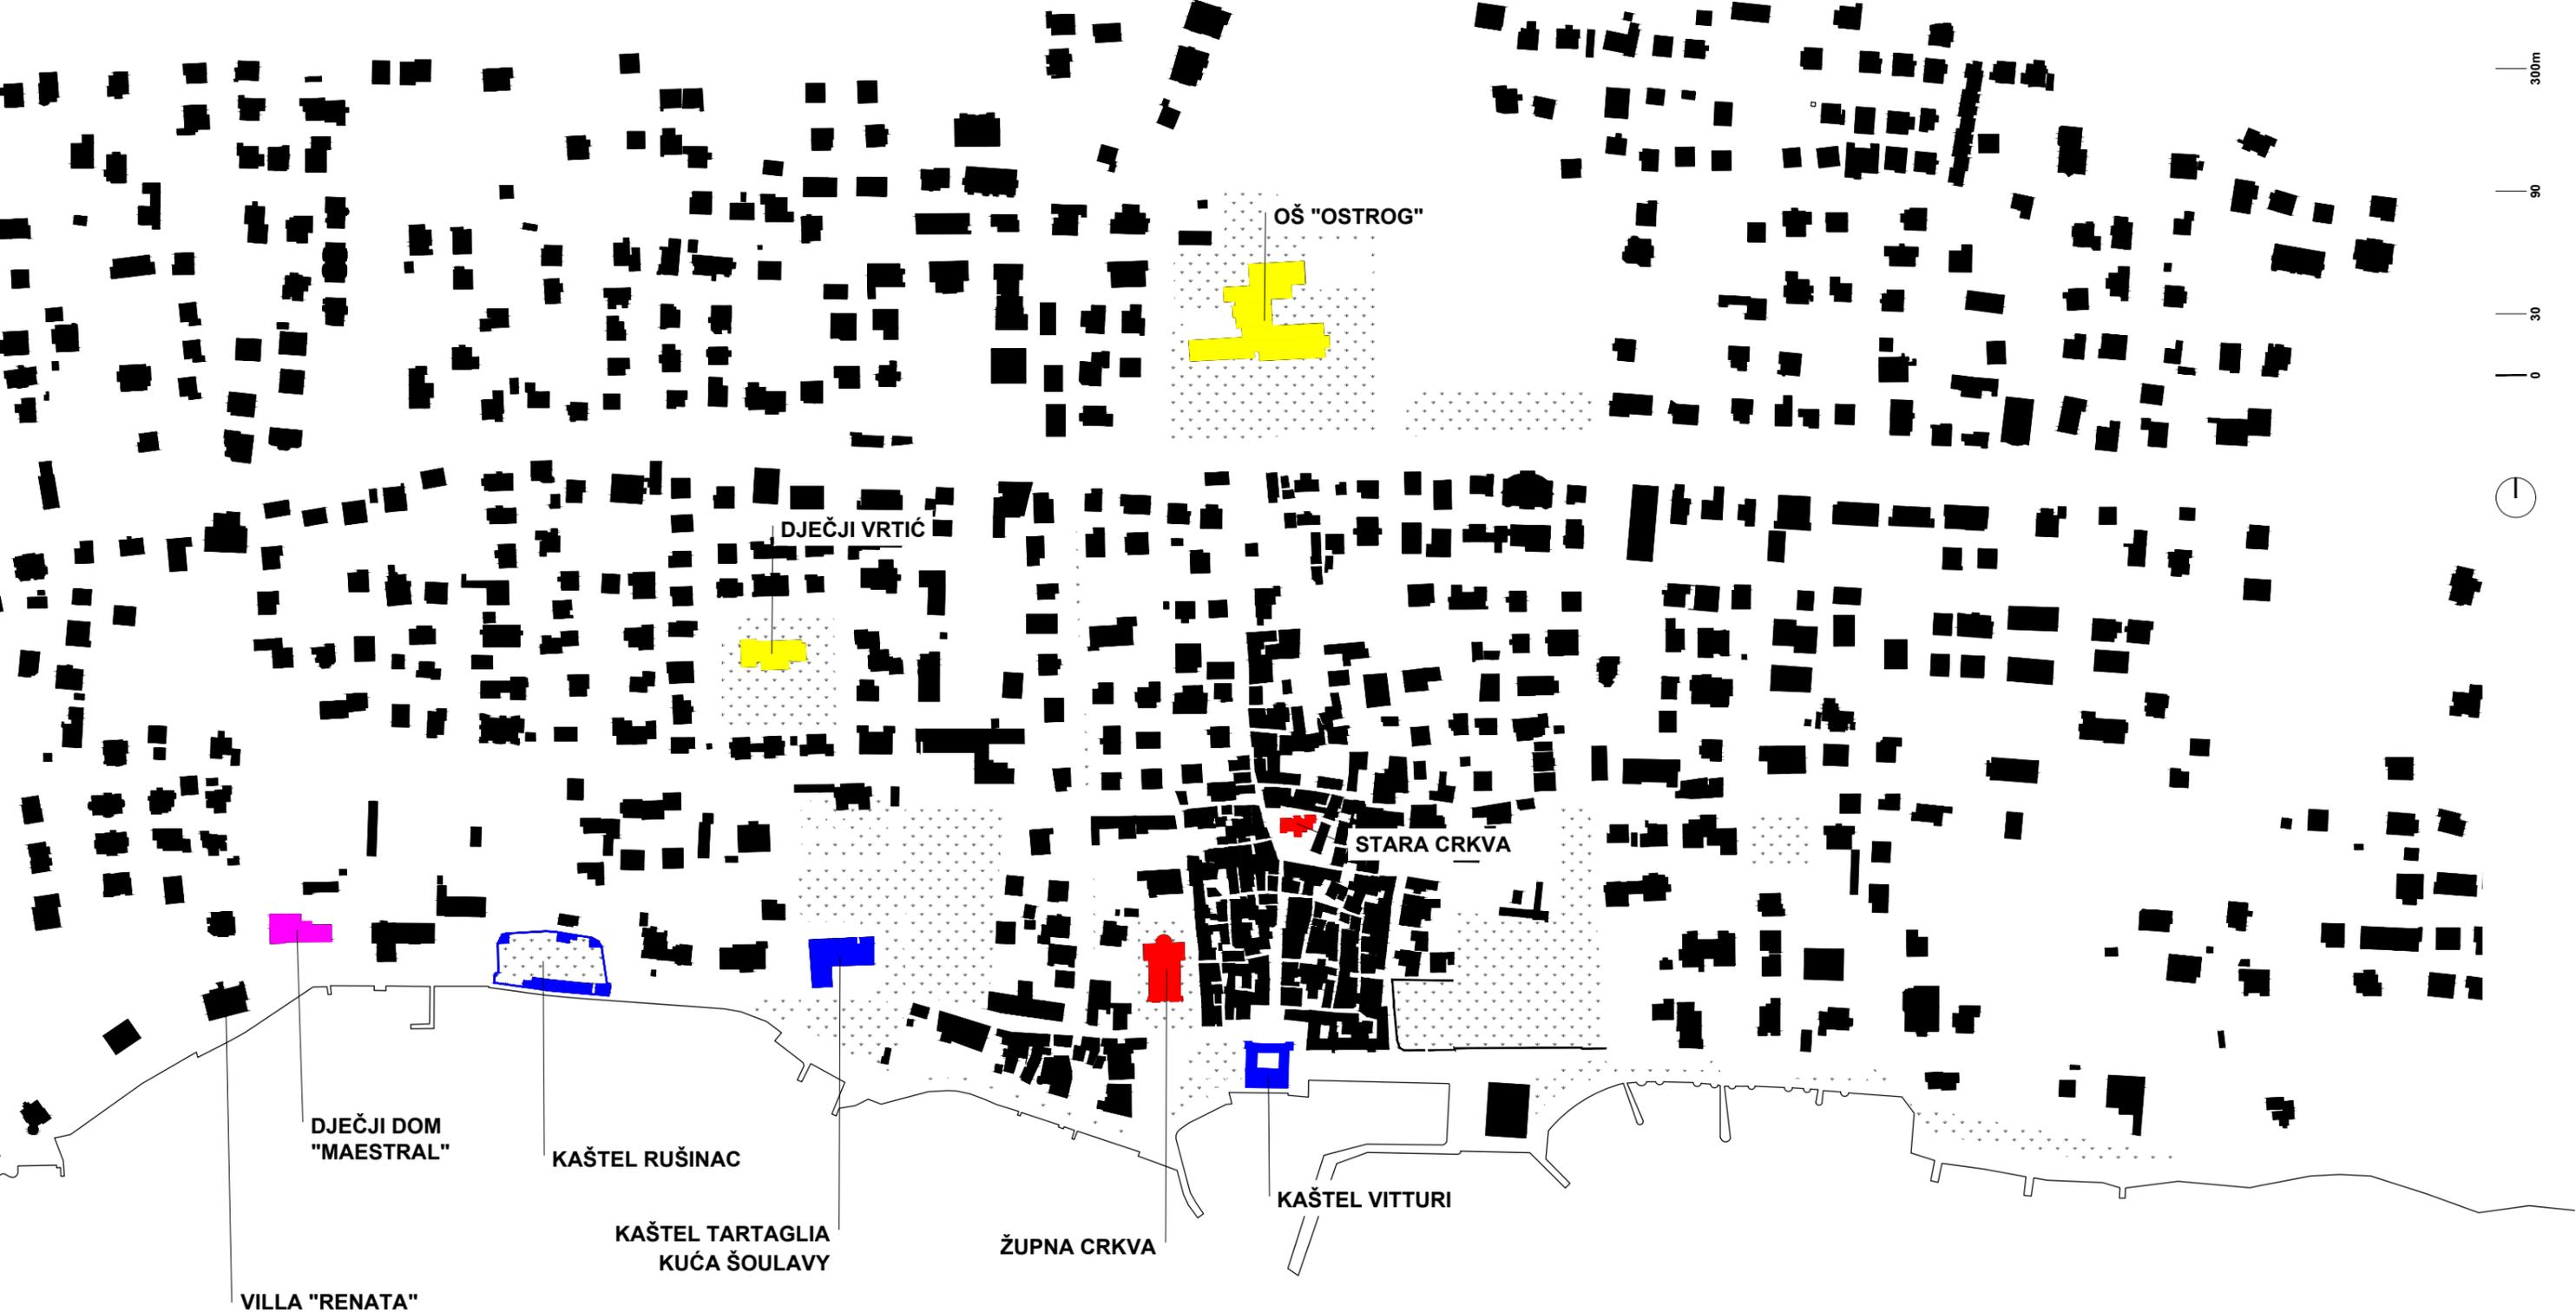 300m
90
OŠ "OSTROG"
30
0
DJEČJI VRTIĆ
STARA CRKVA
DJEČJI DOM
"MAESTRAL"
KAŠTEL RUŠINAC
KAŠTEL VITTURI
KAŠTEL TARTAGLIA
KUĆA ŠOULAVY
ŽUPNA CRKVA
VILLA "RENATA"